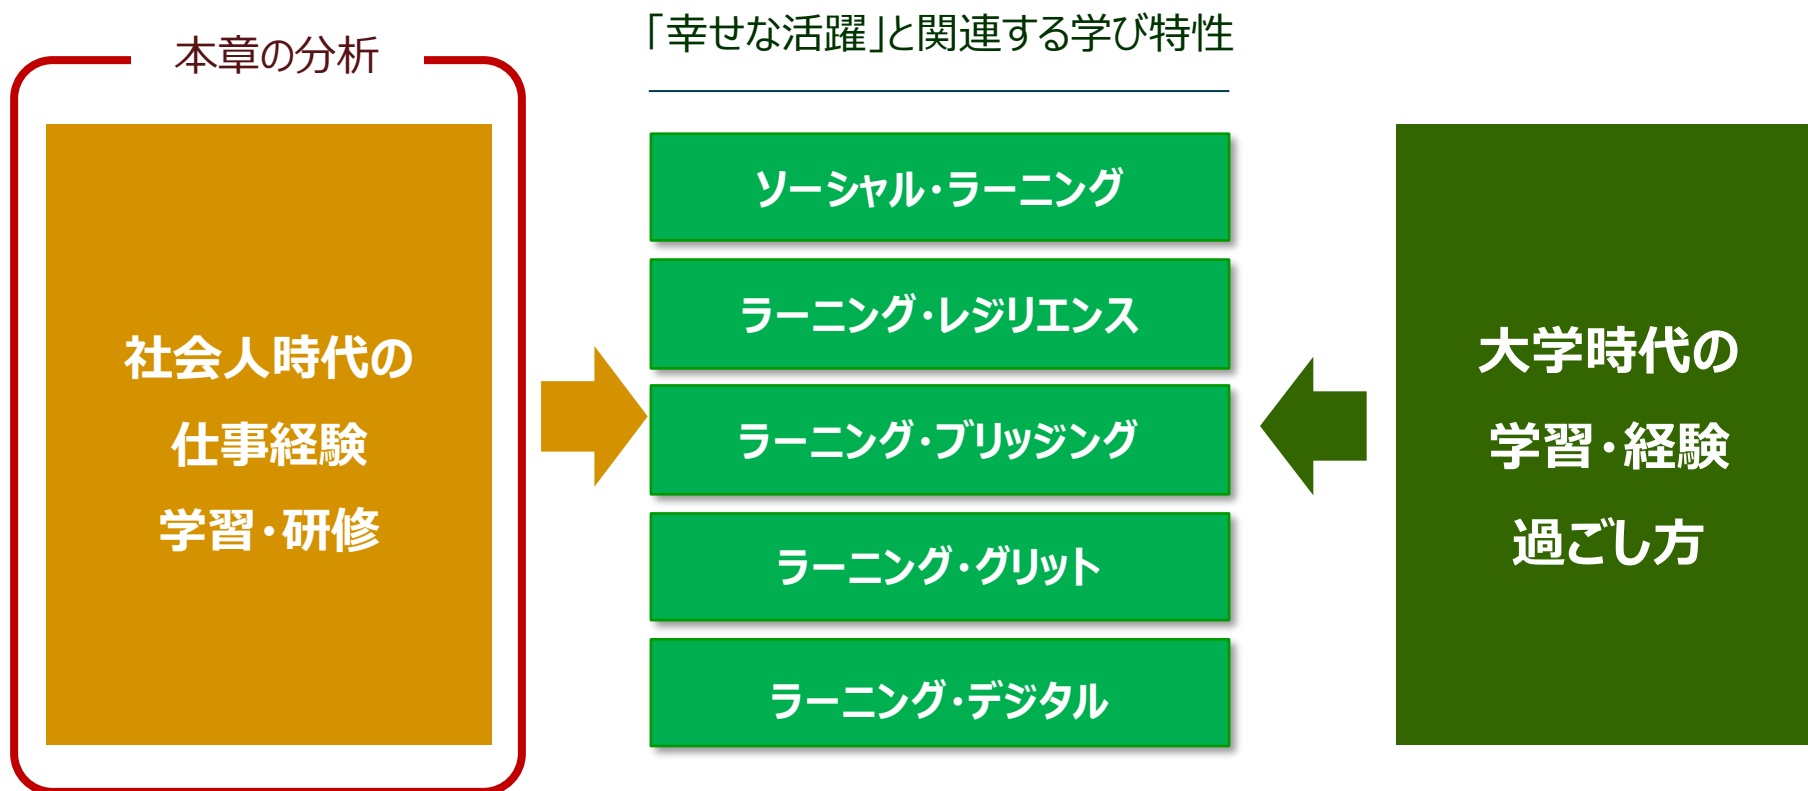 本章の分析
「幸せな活躍」と関連する学び特性
社会人時代の
仕事経験
学習・研修
ソーシャル・ラーニング
ラーニング・レジリエンス
ラーニング・ブリッジング
ラーニング・グリット
ラーニング・デジタル
大学時代の
学習・経験
過ごし方